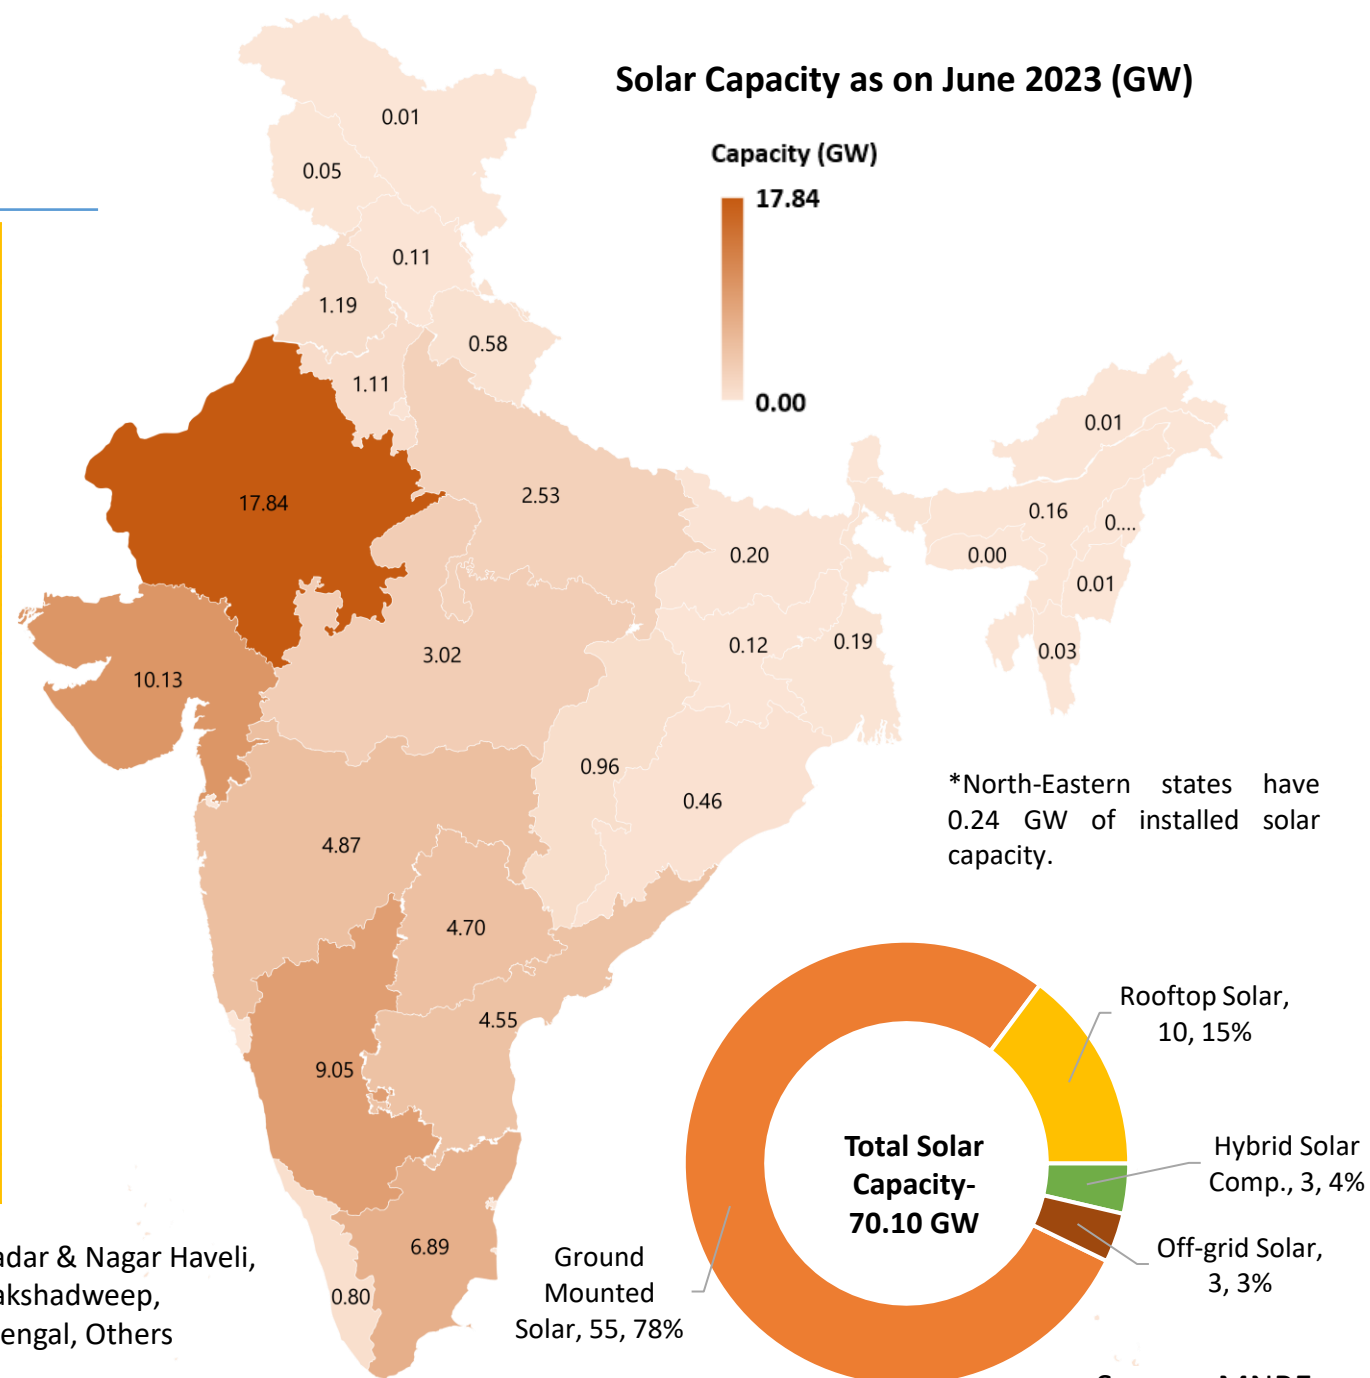 Solar Capacity as on June 2023 (GW)
Capacity (GW)
17.84
0.00
0.01
0.05
0.11
1.19
0.58
1.11
17.84
2.53
0.01
0.16
0....
0.00
0.20
0.01
0.12
0.19
0.03
3.02
10.13
0.96
0.46
4.87
4.70
4.55
9.05
6.89
0.80
*North-Eastern states have
0.24 GW of installed solar
capacity.
Rooftop Solar,
10, 15%
Total Solar
Capacity-
70.10 GW
Hybrid Solar
Comp., 3, 4%
Off-grid Solar,
3, 3%
Ground
Mounted
Solar, 55, 78%
adar & Nagar Haveli,
akshadweep,
engal, Others